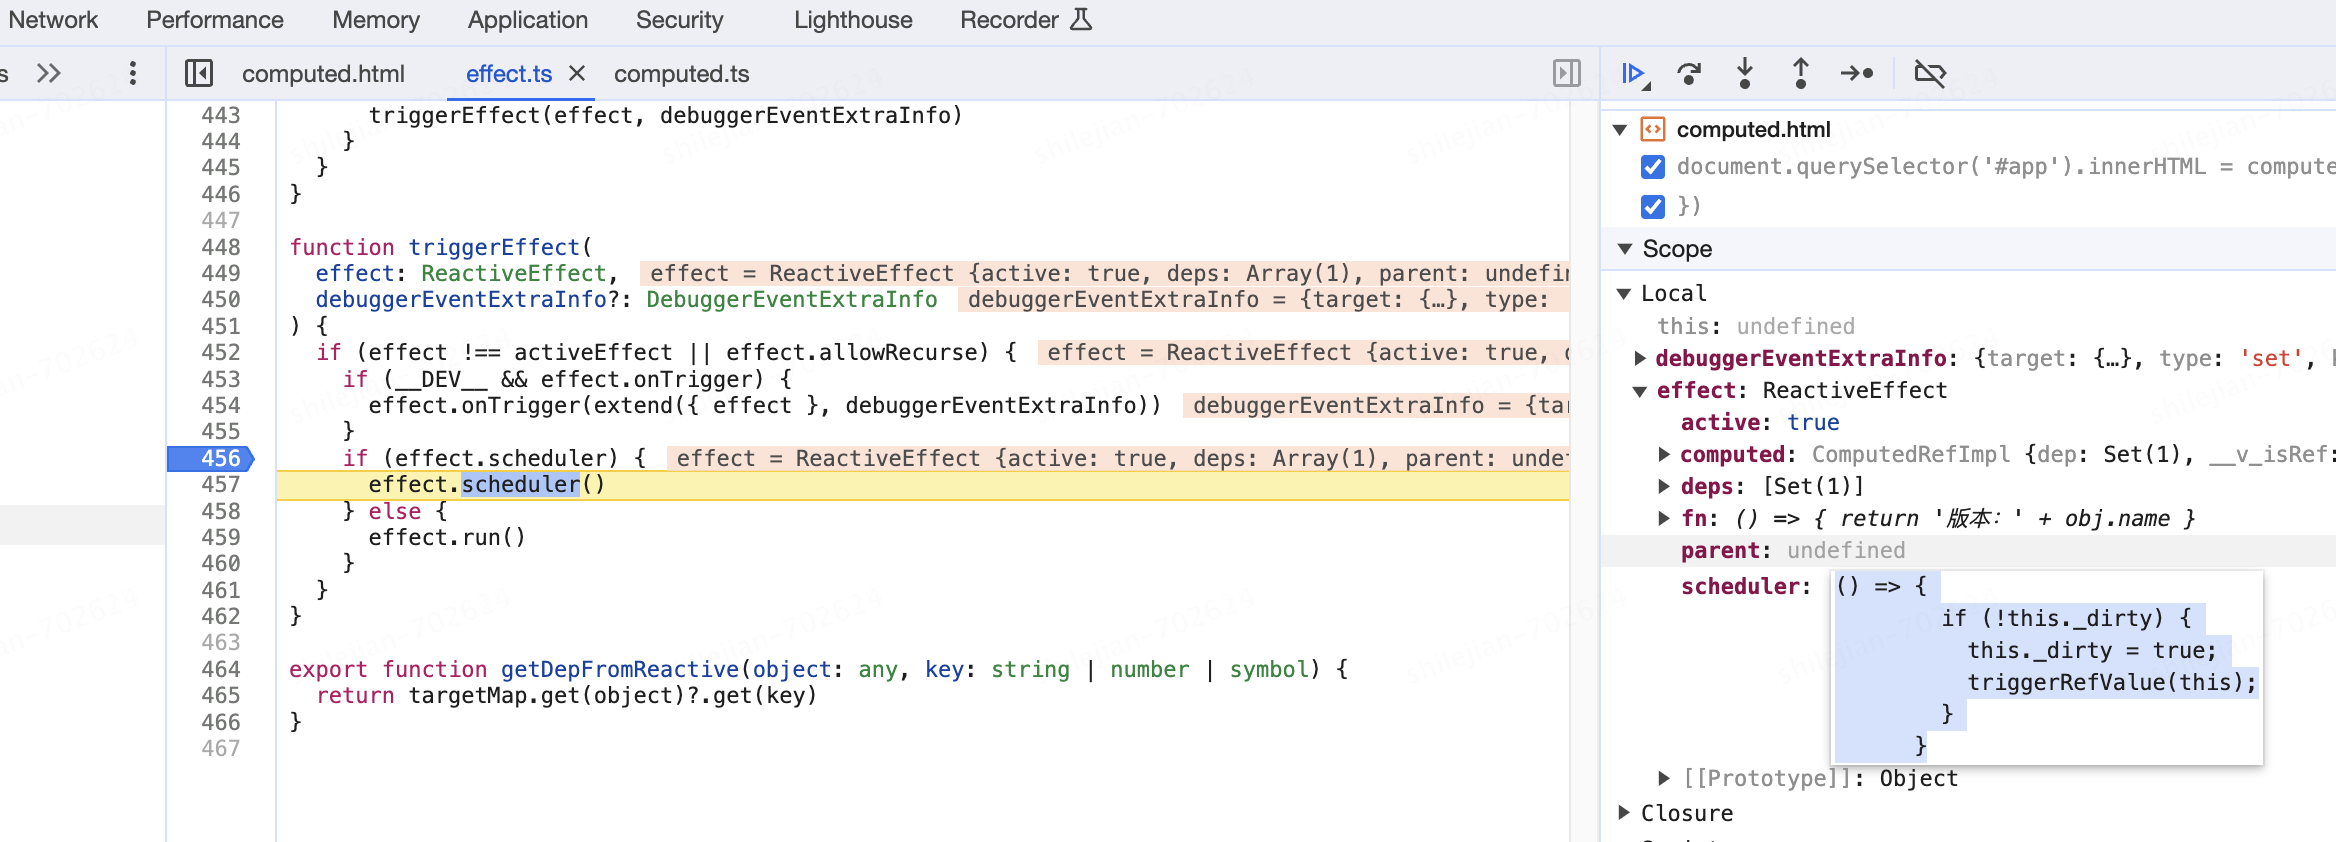 Network Performance Memory Application Security Lighthouse Recorder
s computed.html effect.ts computed.ts
443 triggerEffect(effect, debuggerEventExtraInfo)
444 }
445 }
446 }
447
448 function triggerEffect(
449 effect: ReactiveEffect, effect = ReactiveEffect {active: true, deps: Array(1), parent: undefin
450 debuggerEventExtraInfo?: DebuggerEventExtraInfo debuggerEventExtraInfo = {target: {…}, type:
451 ) {
452 if (effect !== activeEffect || effect.allowRecurse) { effect = ReactiveEffect {active: true,
453 if (__DEV__ && effect.onTrigger) {
454 effect.onTrigger(extend({ effect }, debuggerEventExtraInfo)) debuggerEventExtraInfo = {tar
455 }
456 if (effect.scheduler) { effect = ReactiveEffect {active: true, deps: Array(1), parent: unde
457 effect.scheduler()
458 } else {
459 effect.run()
460 }
461 }
462 }
463
464 export function getDepFromReactive(object: any, key: string | number | symbol) {
465 return targetMap.get(object)?.get(key)
466 }
467
computed.html
document.querySelector('#app').innerHTML = compute
})
Scope
Local
this: undefined
debuggerEventExtraInfo: {target: {…}, type: 'set',
effect: ReactiveEffect
active: true
computed: ComputedRefImpl {dep: Set(1), __v_isRef:
deps: [Set(1)]
fn: () => { return '版本：' + obj.name }
parent: undefined
scheduler: () => {
if (!this._dirty) {
this._dirty = true;
triggerRefValue(this);
}
}
[[Prototype]]: Object
Closure